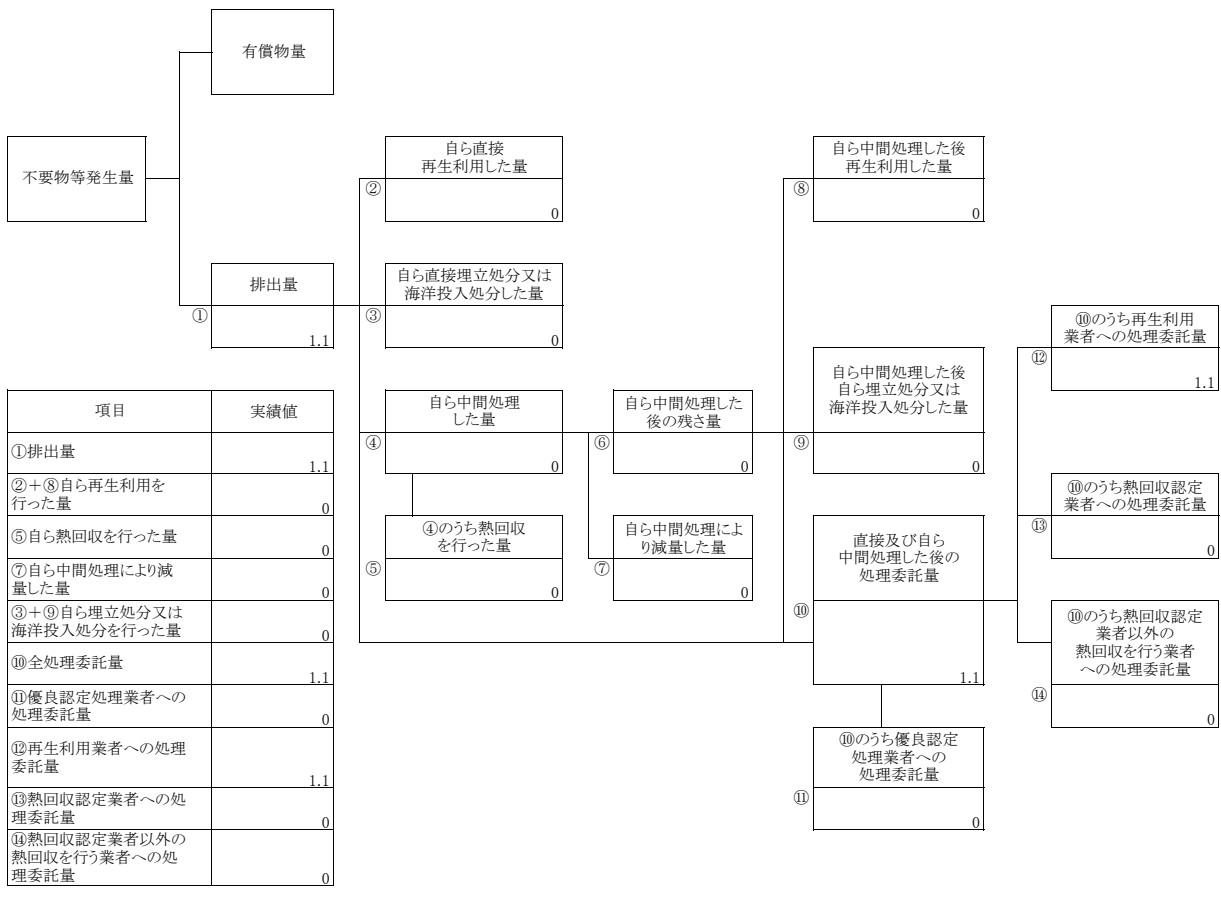 有償物量
不要物等発生量
排出量
①
1.1
自ら直接
再生利用した量
②
0
自ら直接埋立処分又は
海洋投入処分した量
③
0
自ら中間処理
した量
④
0
④のうち熱回収
を行った量
⑤
0
自ら中間処理した
後の残さ量
⑥
0
自ら中間処理によ
り減量した量
⑦
0
自ら中間処理した後
再生利用した量
⑧
0
自ら中間処理した後
自ら埋立処分又は
海洋投入処分した量
⑨
0
直接及び自ら
中間処理した後の
処理委託量
⑩
1.1
⑩のうち優良認定
処理業者への
処理委託量
⑪
0
⑩のうち再生利用
業者への処理委託量
⑫
1.1
⑩のうち熱回収認定
業者への処理委託量
⑬
0
⑩のうち熱回収認定
業者以外の
熱回収を行う業者
への処理委託量
⑭
0
項目 実績値
①排出量
1.1
②＋⑧自ら再生利用を
行った量
0
⑤自ら熱回収を行った量
0
⑦自ら中間処理により減
量した量
0
③＋⑨自ら埋立処分又は
海洋投入処分を行った量
0
⑩全処理委託量
1.1
⑪優良認定処理業者への
処理委託量
0
⑫再生利用業者への処理
委託量
1.1
⑬熱回収認定業者への処
理委託量
0
⑭熱回収認定業者以外の
熱回収を行う業者への処
理委託量
0